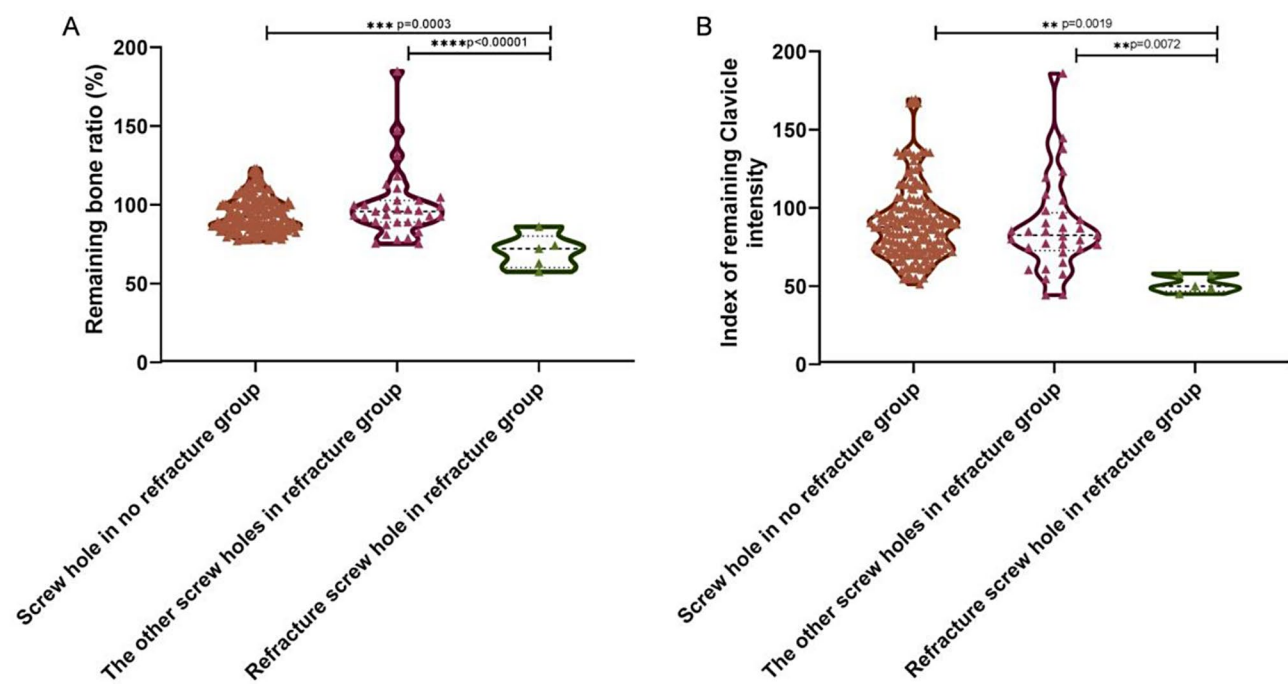 A
*** p=0.0003
****p<0.00001
Remaining bone ratio (%)
200
150
100
50
0
Screw hole in no refracture group
The other screw holes in refracture group
Refracture screw hole in refracture group
B
** p=0.0019
**p=0.0072
Index of remaining Clavicle
intensity
200
150
100
50
0
Screw hole in no refracture group
The other screw holes in refracture group
Refracture screw hole in refracture group